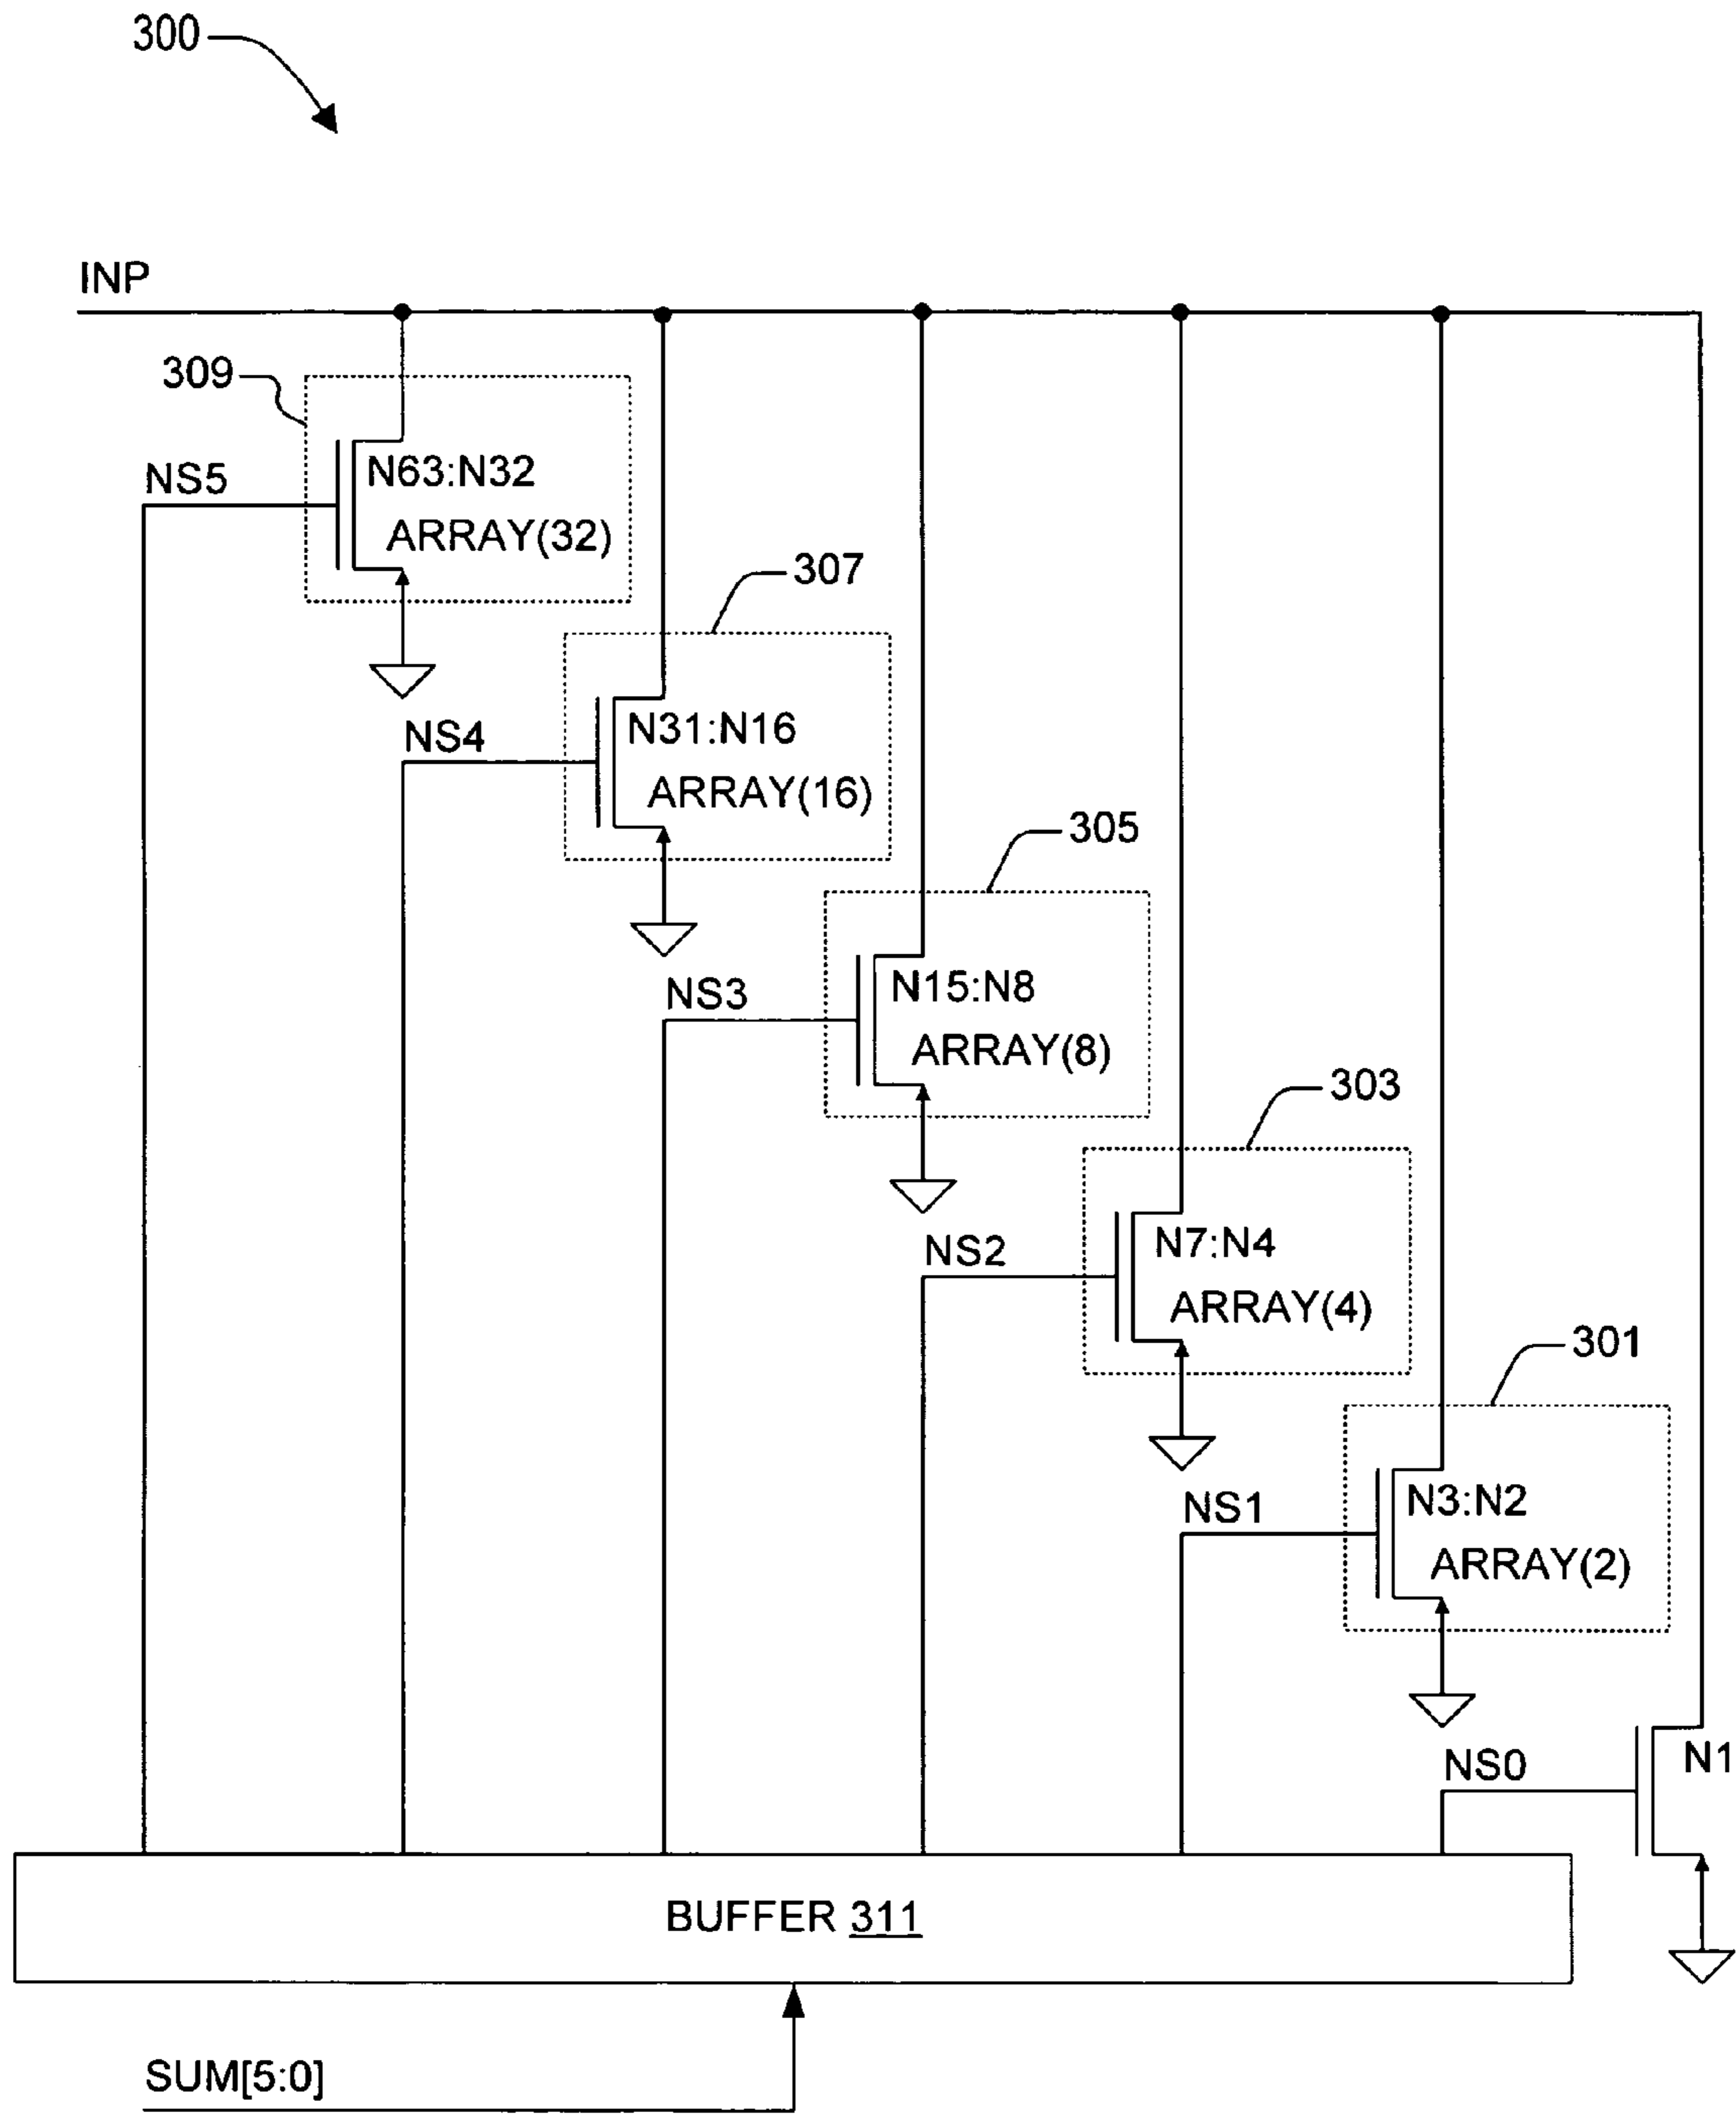 300
INP
309
N63:N32
NS5
ARRAY(32)
307
N31:N16
NS4
ARRAY(16)
305
N15:N8
NS3
ARRAY(8)
303
N7:N4
NS2
ARRAY(4)
301
N3:N2
NS1
ARRAY(2)
N1
NS0
BUFFER 311
SUM[5:0]